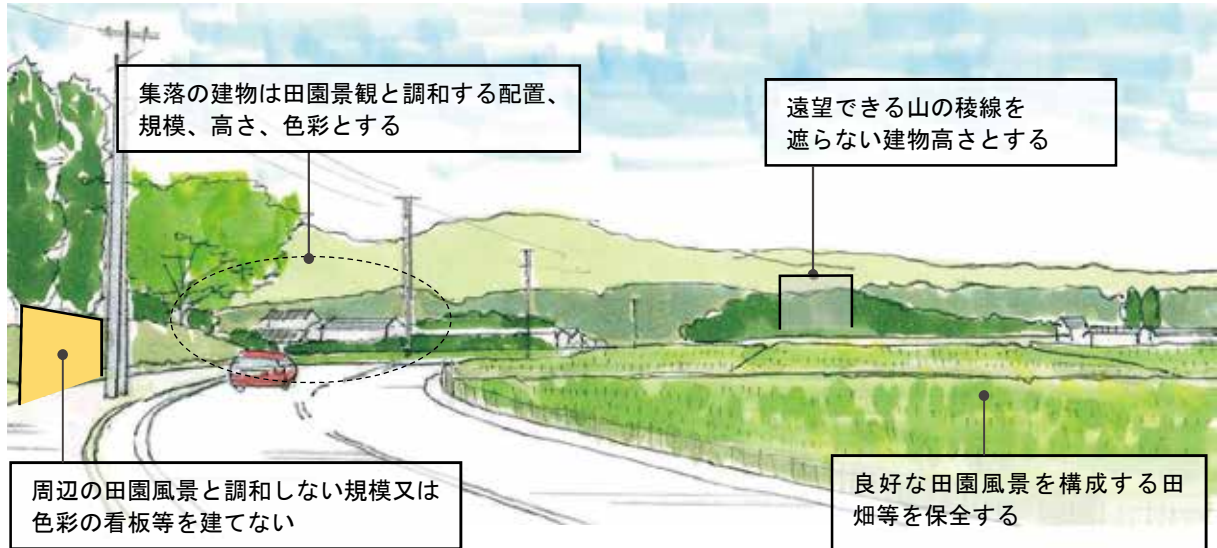 集落の建物は田園景観と調和する配置、
規模、高さ、色彩とする
遠望できる山の稜線を
遮らない建物高さとする
周辺の田園風景と調和しない規模又は
色彩の看板等を建てない
良好な田園風景を構成する田
畑等を保全する